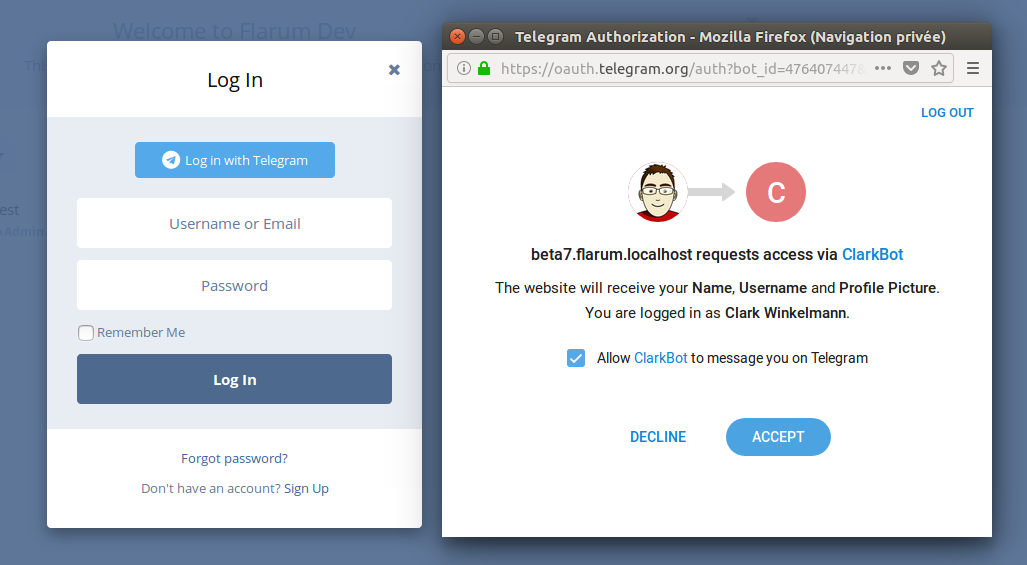 Welcome to Flarum Dev
Log In
Log in with Telegram
Username or Email
Password
Remember Me
Log In
Forgot password?
Don't have an account? Sign Up
Admin
Telegram Authorization - Mozilla Firefox (Navigation privée)
https://oauth.telegram.org/auth?bot_id=476407447
LOG OUT
C
beta7.flarum.localhost requests access via ClarkBot
The website will receive your Name, Username and Profile Picture.
You are logged in as Clark Winkelmann.
Allow ClarkBot to message you on Telegram
DECLINE
ACCEPT